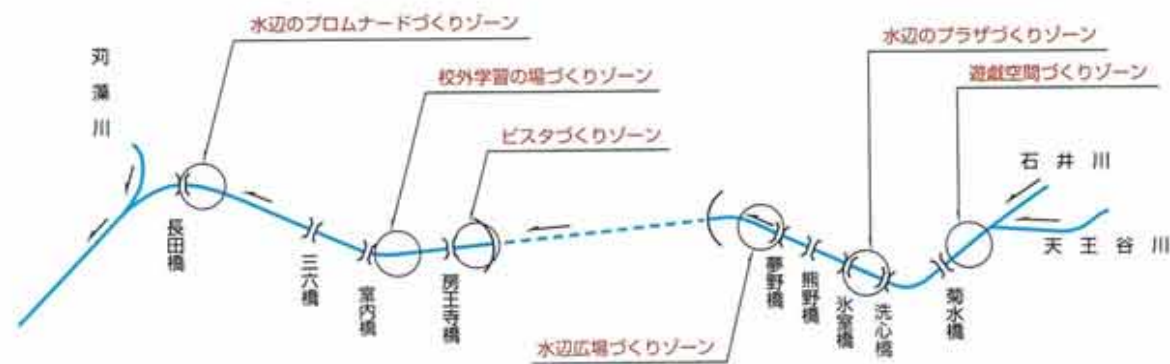 水辺のプロムナードづくりゾーン
校外学習の場づくりゾーン
ビスタづくりゾーン
水辺のプラザづくりゾーン
遊戯空間づくりゾーン
苅藻川
石井川
天王谷川
長田橋
三六橋
室内橋
房王寺橋
夢野橋
熊野橋
氷室橋
洗心橋
菊水橋
水辺広場づくりゾーン